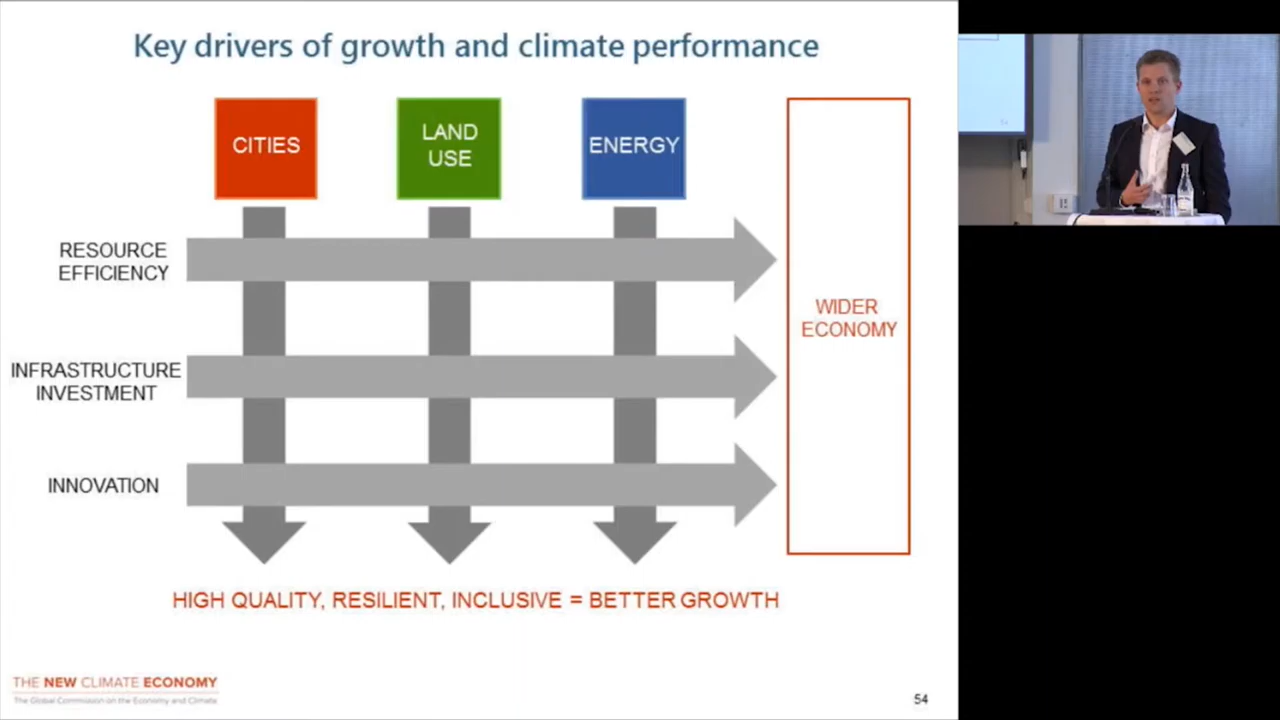 Key drivers of growth and climate performance
CITIES
LAND
USE
ENERGY
RESOURCE
EFFICIENCY
INFRASTRUCTURE
INVESTMENT
INNOVATION
WIDER
ECONOMY
HIGH QUALITY, RESILIENT, INCLUSIVE = BETTER GROWTH
THE NEW CLIMATE ECONOMY
The Global Commission on the Economy and Climate
54